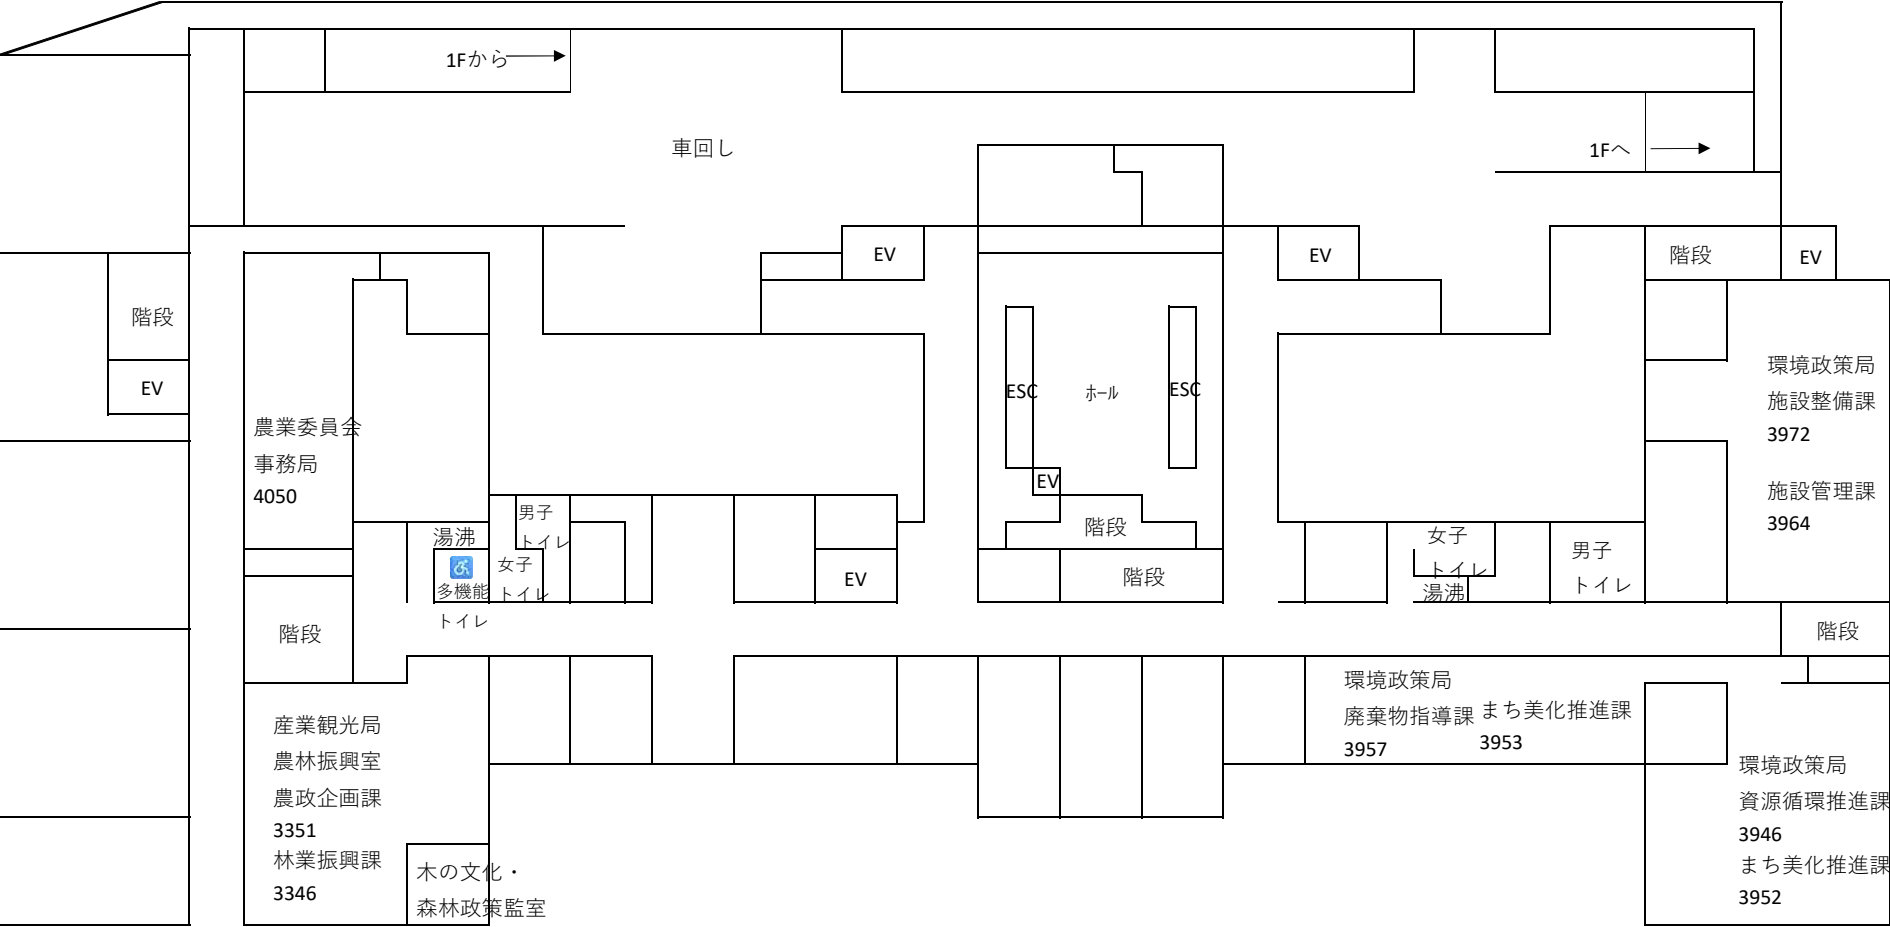 1Fから
車回し
1Fへ
EV
EV
階段
EV
階段
EV
ESC
ホール
ESC
環境政策局
施設整備課
3972
施設管理課
3964
農業委員会
事務局
4050
EV
階段
湯沸
男子
トイレ
多機能
トイレ
女子
トイレ
EV
階段
女子
トイレ
湯沸
男子
トイレ
階段
階段
産業観光局
農林振興室
農政企画課
3351
林業振興課
3346
木の文化・
森林政策監室
環境政策局
廃棄物指導課
3957
まち美化推進課
3953
環境政策局
資源循環推進課
3946
まち美化推進課
3952